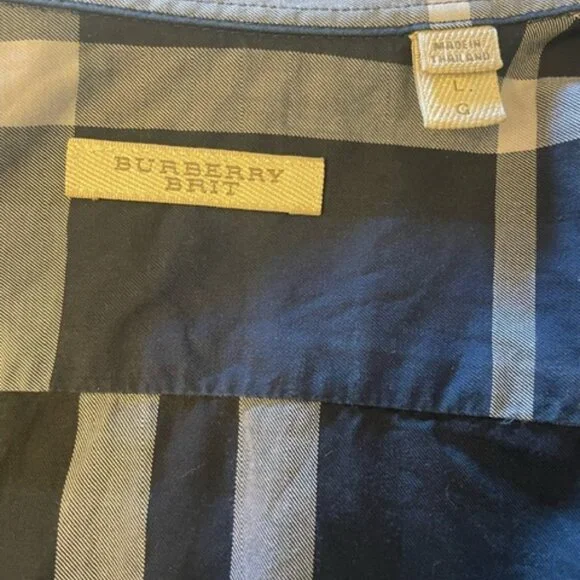 MADE IN
THAILAND
L.
G
BURBERRY
BRIT